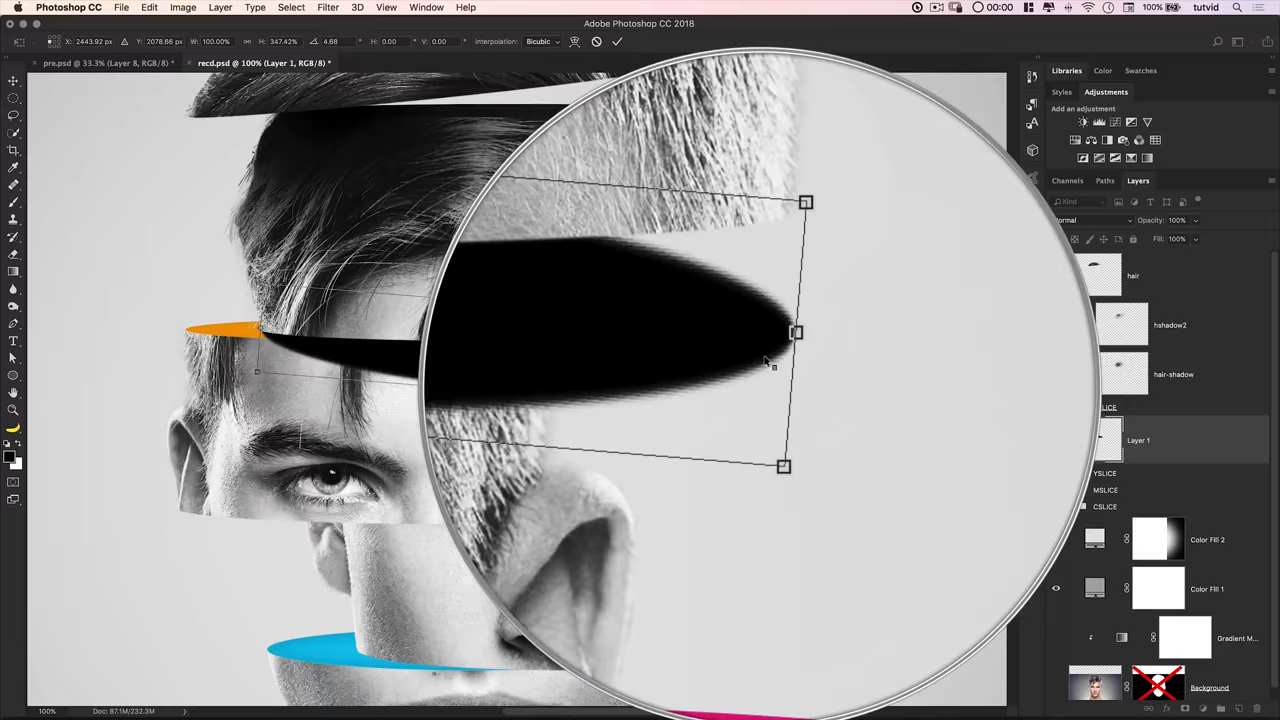 Photoshop CC File Edit Image Layer Type Select Filter 3D View Window Help 00:00 100% tutvid
Adobe Photoshop CC 2018
X: 2443.92 px Y: 2078.66 px W: 100.00% H: 347.42% 4.68 H: 0.00 V: 0.00 Interpolation: Bicubic
pre.psd @ 33.3% (Layer 8, RGB/8) * recd.psd @ 100% (Layer 1, RGB/8) *
Libraries Color Swatches
Styles Adjustments
Add an adjustment
Channels Paths Layers
Kind
Normal Opacity: 100%
Fill: 100%
hair
hshadow2
hair-shadow
SLICE
Layer 1
YSLICE
MSLICE
CSLICE
Color Fill 2
Color Fill 1
Gradient M...
Background
100% Doc: 87.1M/232.3M